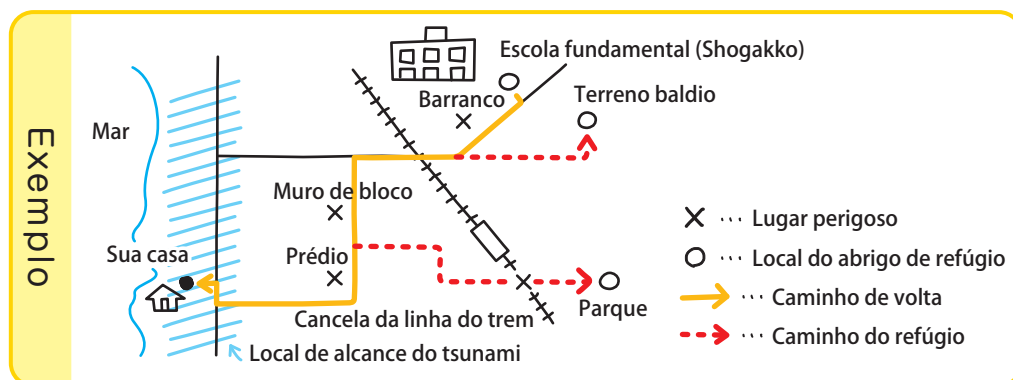 Exemplo
Escola fundamental (Shogakko)
Barranco
Terreno baldio
Mar
Muro de bloco
Sua casa
Prédio
Parque
Cancela da linha do trem
Local de alcance do tsunami
... Lugar perigoso
... Local do abrigo de refúgio
... Caminho de volta
... Caminho do refúgio